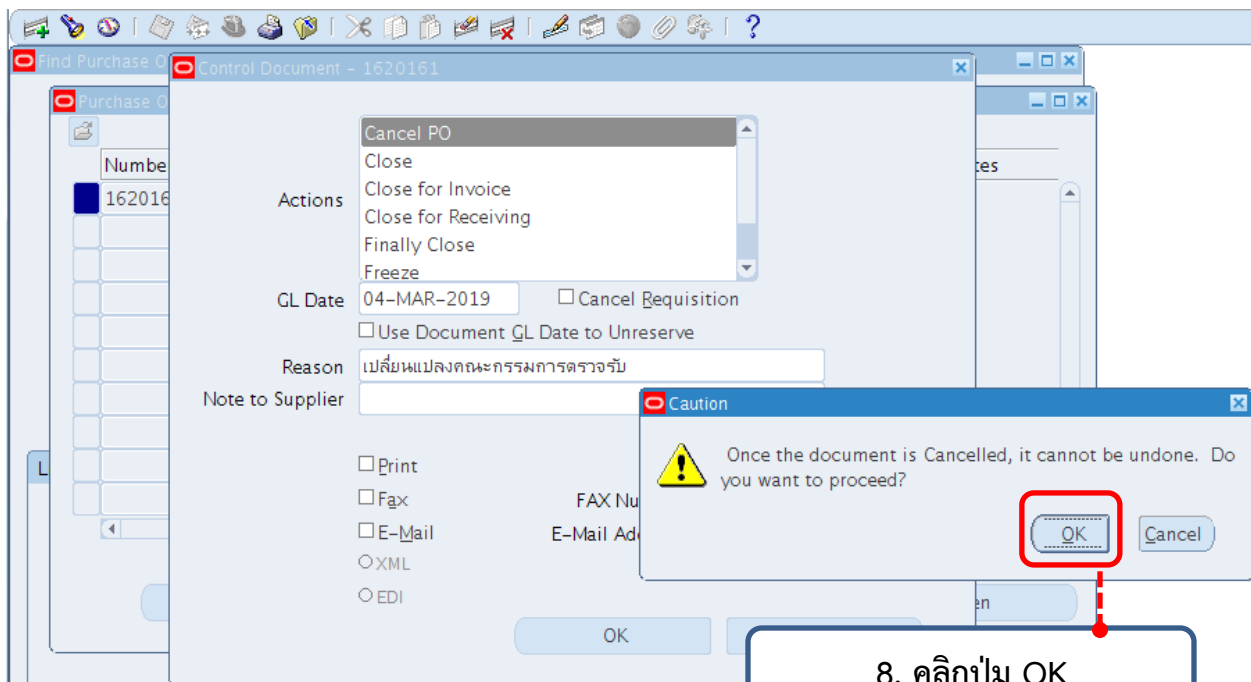 Find Purchase O
Control Document – 1620161
Purchase O
Numbe
tes
162016
Actions
Cancel PO
Close
Close for Invoice
Close for Receiving
Finally Close
Freeze
GL Date 04–MAR–2019 Cancel Requisition
Use Document GL Date to Unreserve
Reason เปลี่ยนแปลงคณะกรรมการตรวจรับ
Note to Supplier
Caution
Once the document is Cancelled, it cannot be undone. Do
you want to proceed?
OK Cancel
L
Print
Fax FAX Nu
E–Mail E–Mail Ad
XML
EDI
en
OK
8. คลิกปุ่ม OK